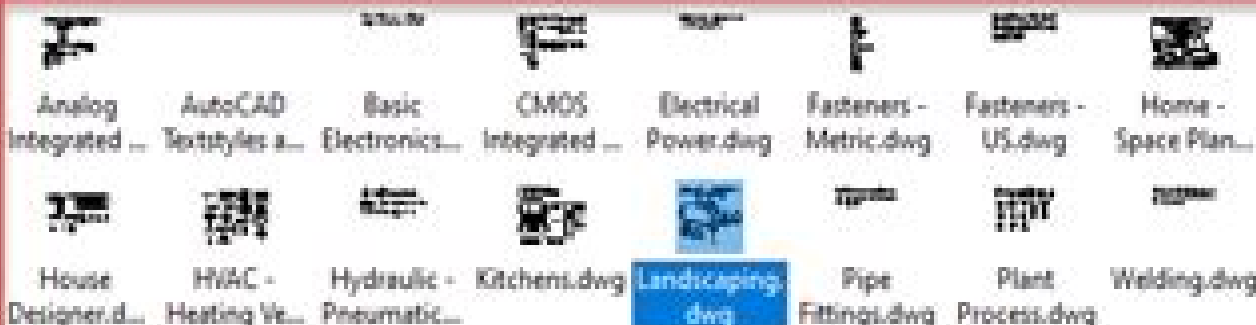 Analog
Integrated ...
AutoCAD
Textstyles a...
Basic
Electronics...
CMOS
Integrated ...
Electrical
Power.dwg
Fasteners -
Metric.dwg
Fasteners -
US.dwg
Home -
Space Plan...
House
Designer.d...
HVAC -
Heating Ve...
Hydraulic -
Pneumatic...
Kitchens.dwg
Landscaping.
dwg
Pipe
Fittings.dwg
Plant
Process.dwg
Welding.dwg